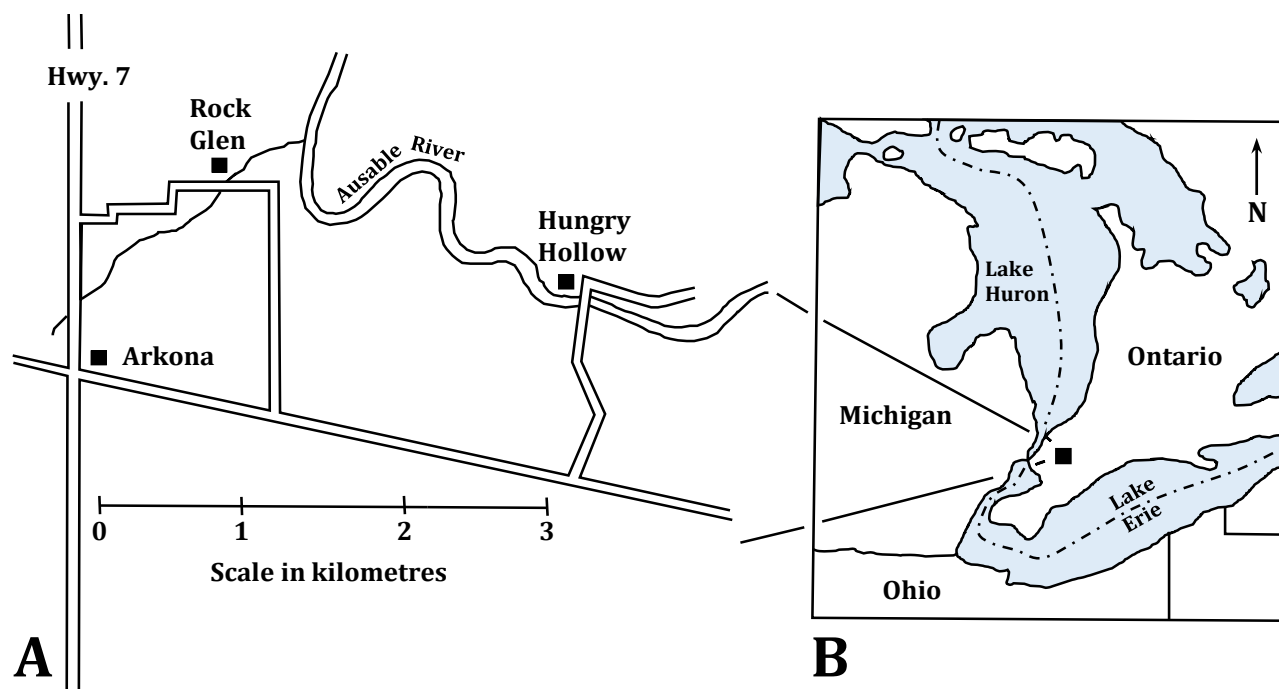 Hwy. 7
Rock
Glen
Ausable River
Hungry
Hollow
Arkona
0 1 2 3
Scale in kilometres
A
N
Lake
Huron
Ontario
Michigan
Lake
Erie
Ohio
B